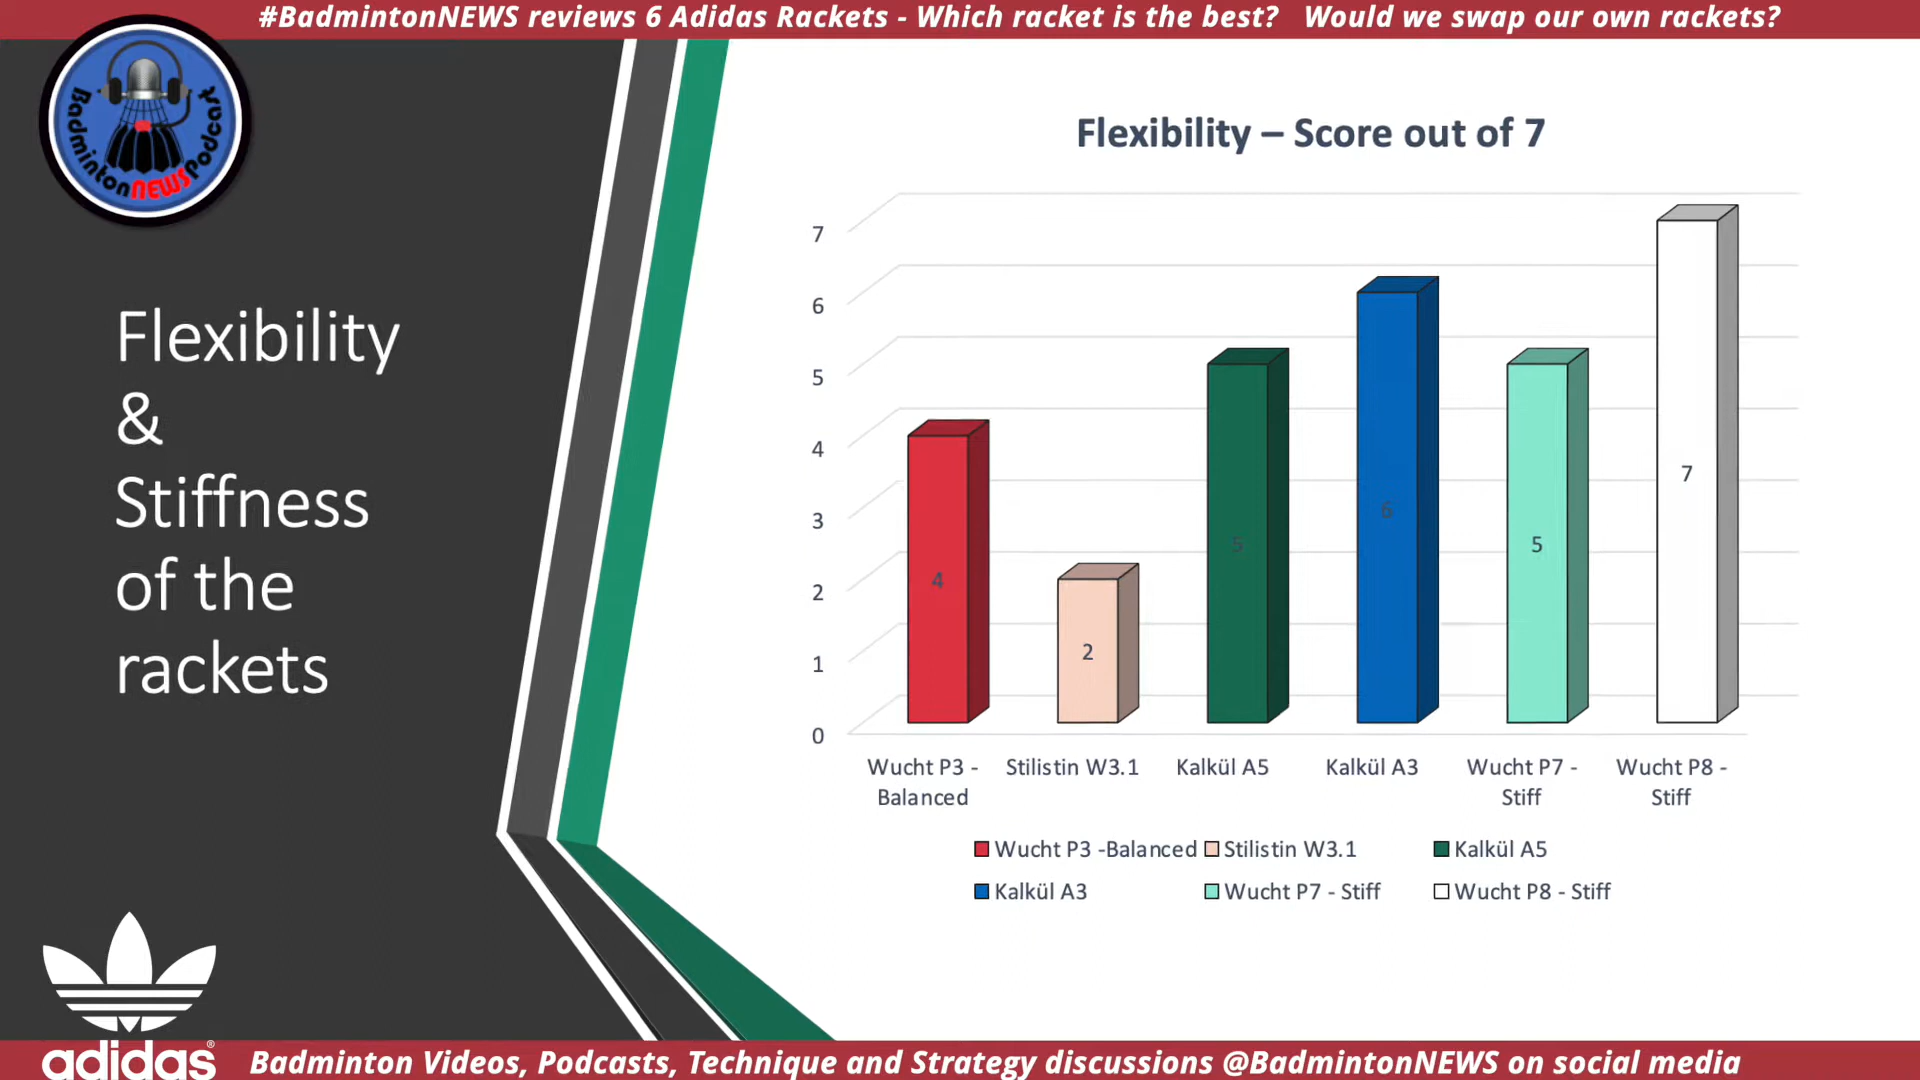 #BadmintonNEWS reviews 6 Adidas Rackets - Which racket is the best?   Would we swap our own rackets?
BadmintonNEWSPodcast
Flexibility
&
Stiffness
of the
rackets
Flexibility – Score out of 7
7
6
5
4
3
2
1
0
4
2
5
6
5
7
Wucht P3 -
Balanced
Stilistin W3.1
Kalkül A5
Kalkül A3
Wucht P7 -
Stiff
Wucht P8 -
Stiff
Wucht P3 -Balanced
Stilistin W3.1
Kalkül A5
Kalkül A3
Wucht P7 - Stiff
Wucht P8 - Stiff
adidas®
Badminton Videos, Podcasts, Technique and Strategy discussions @BadmintonNEWS on social media